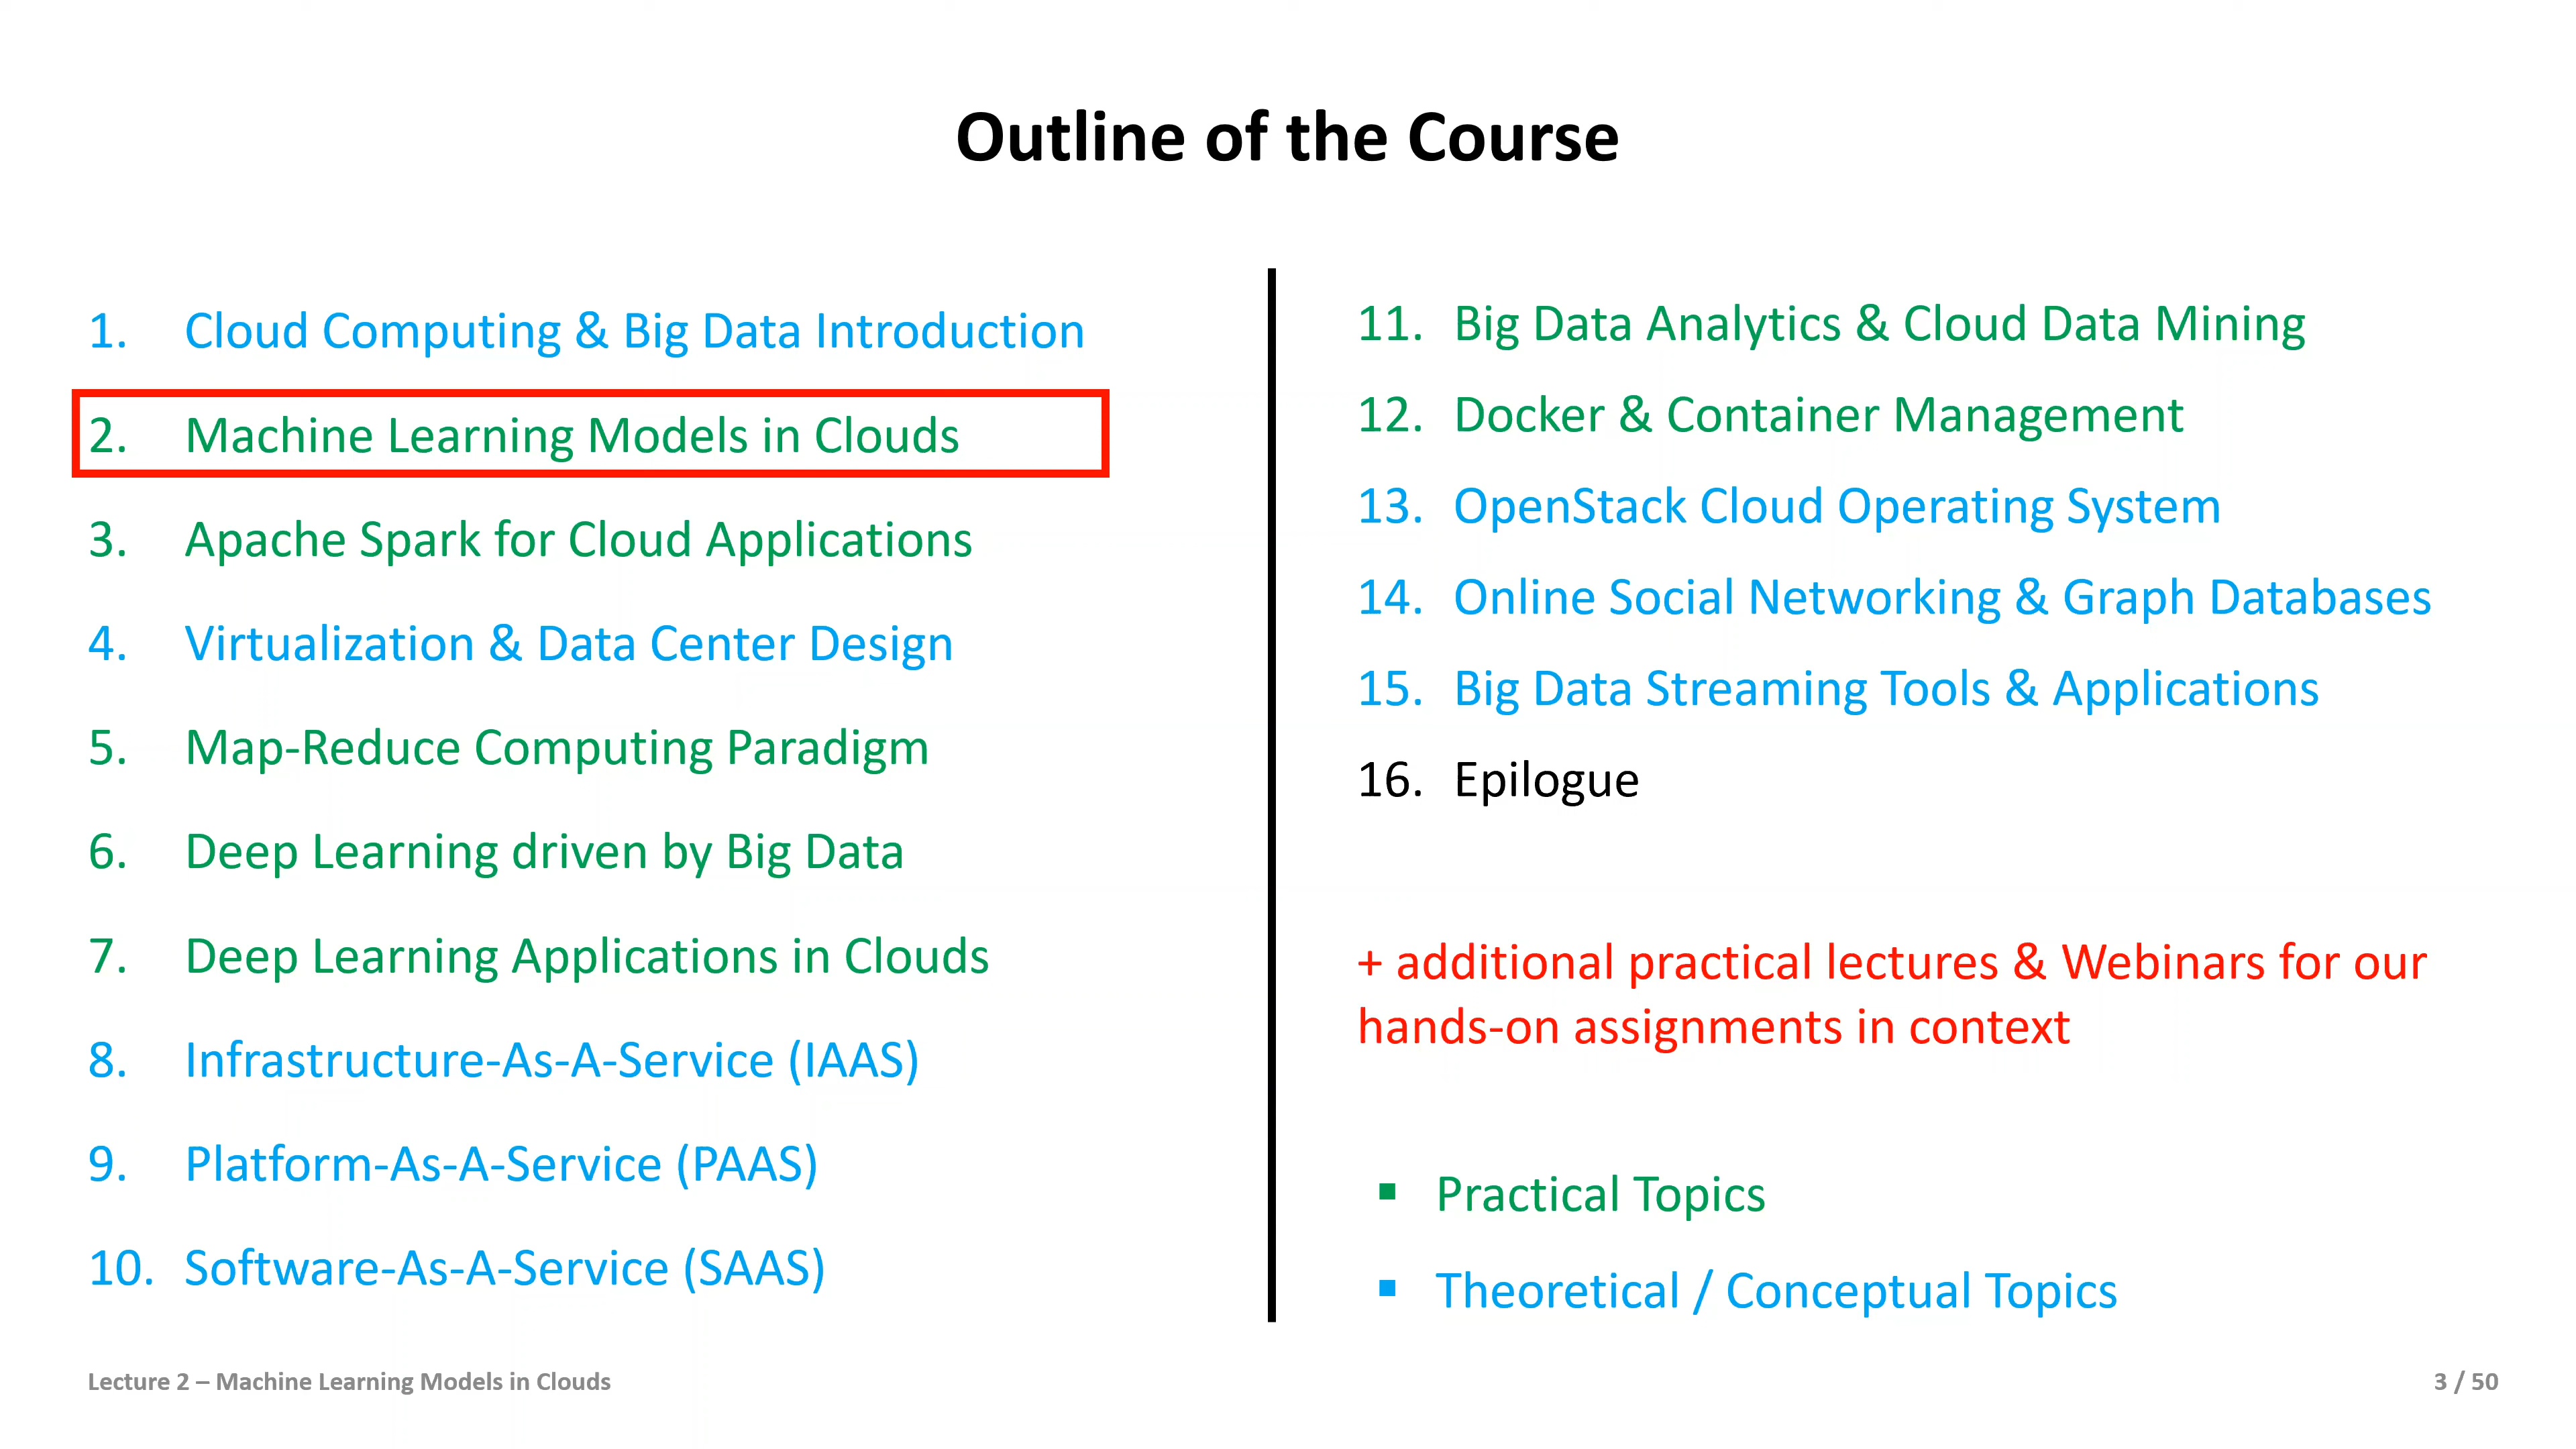 Outline of the Course
1. Cloud Computing & Big Data Introduction
2. Machine Learning Models in Clouds
3. Apache Spark for Cloud Applications
4. Virtualization & Data Center Design
5. Map-Reduce Computing Paradigm
6. Deep Learning driven by Big Data
7. Deep Learning Applications in Clouds
8. Infrastructure-As-A-Service (IAAS)
9. Platform-As-A-Service (PAAS)
10. Software-As-A-Service (SAAS)
11. Big Data Analytics & Cloud Data Mining
12. Docker & Container Management
13. OpenStack Cloud Operating System
14. Online Social Networking & Graph Databases
15. Big Data Streaming Tools & Applications
16. Epilogue
+ additional practical lectures & Webinars for our
hands-on assignments in context
▪ Practical Topics
▪ Theoretical / Conceptual Topics
Lecture 2 – Machine Learning Models in Clouds
3 / 50